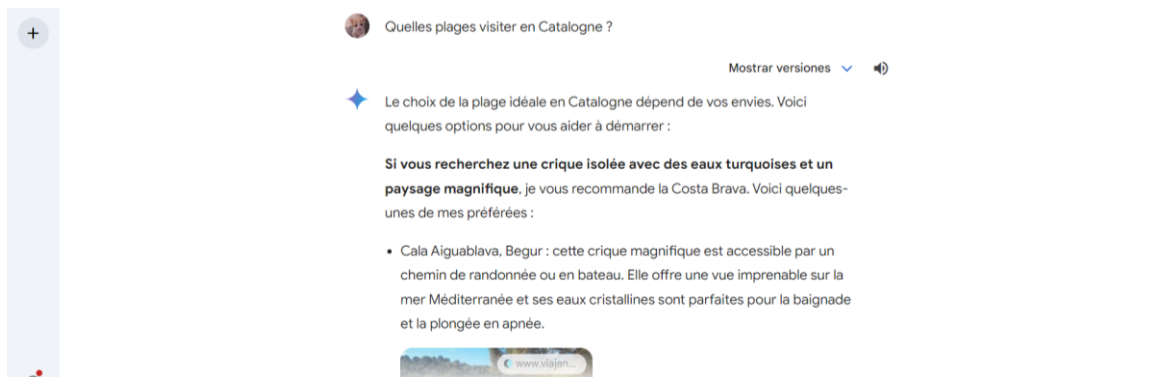 Quelles plages visiter en Catalogne ?
Mostrar versiones
Le choix de la plage idéale en Catalogne dépend de vos envies. Voici
quelques options pour vous aider à démarrer :
Si vous recherchez une crique isolée avec des eaux turquoises et un
paysage magnifique, je vous recommande la Costa Brava. Voici quelques-
unes de mes préférées :
• Cala Aiguablava, Begur : cette crique magnifique est accessible par un
chemin de randonnée ou en bateau. Elle offre une vue imprenable sur la
mer Méditerranée et ses eaux cristallines sont parfaites pour la baignade
et la plongée en apnée.
www.viajan...